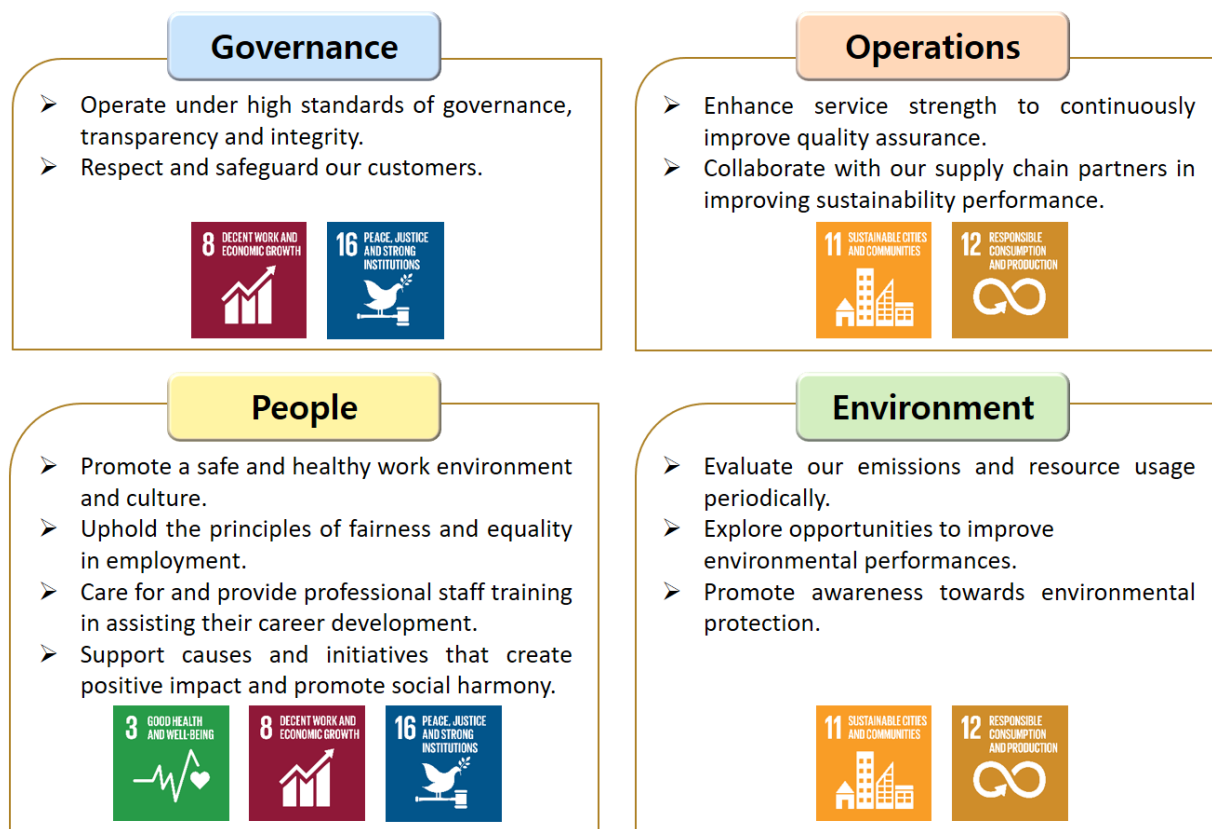 Governance
➢ Operate under high standards of governance,
transparency and integrity.
➢ Respect and safeguard our customers.
8 DECENT WORK AND
ECONOMIC GROWTH
16 PEACE, JUSTICE
AND STRONG
INSTITUTIONS
Operations
➢ Enhance service strength to continuously
improve quality assurance.
➢ Collaborate with our supply chain partners in
improving sustainability performance.
11 SUSTAINABLE CITIES
AND COMMUNITIES
12 RESPONSIBLE
CONSUMPTION
AND PRODUCTION
People
➢ Promote a safe and healthy work environment
and culture.
➢ Uphold the principles of fairness and equality
in employment.
➢ Care for and provide professional staff training
in assisting their career development.
➢ Support causes and initiatives that create
positive impact and promote social harmony.
3 GOOD HEALTH
AND WELL-BEING
8 DECENT WORK AND
ECONOMIC GROWTH
16 PEACE, JUSTICE
AND STRONG
INSTITUTIONS
Environment
➢ Evaluate our emissions and resource usage
periodically.
➢ Explore opportunities to improve
environmental performances.
➢ Promote awareness towards environmental
protection.
11 SUSTAINABLE CITIES
AND COMMUNITIES
12 RESPONSIBLE
CONSUMPTION
AND PRODUCTION